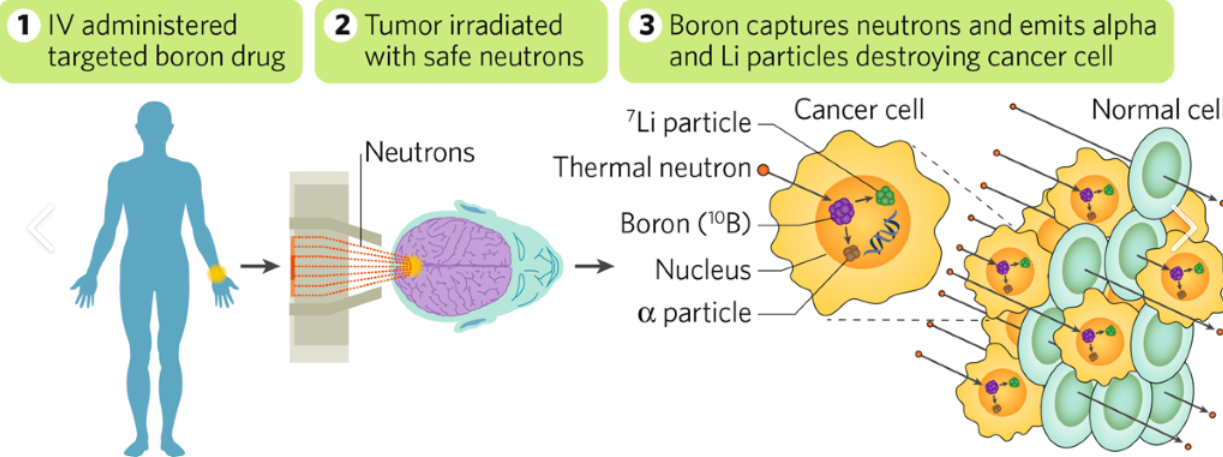 1 IV administered
targeted boron drug
2 Tumor irradiated
with safe neutrons
3 Boron captures neutrons and emits alpha
and Li particles destroying cancer cell
Neutrons
⁷Li particle
Thermal neutron
Boron (¹⁰B)
Nucleus
α particle
Cancer cell
Normal cell